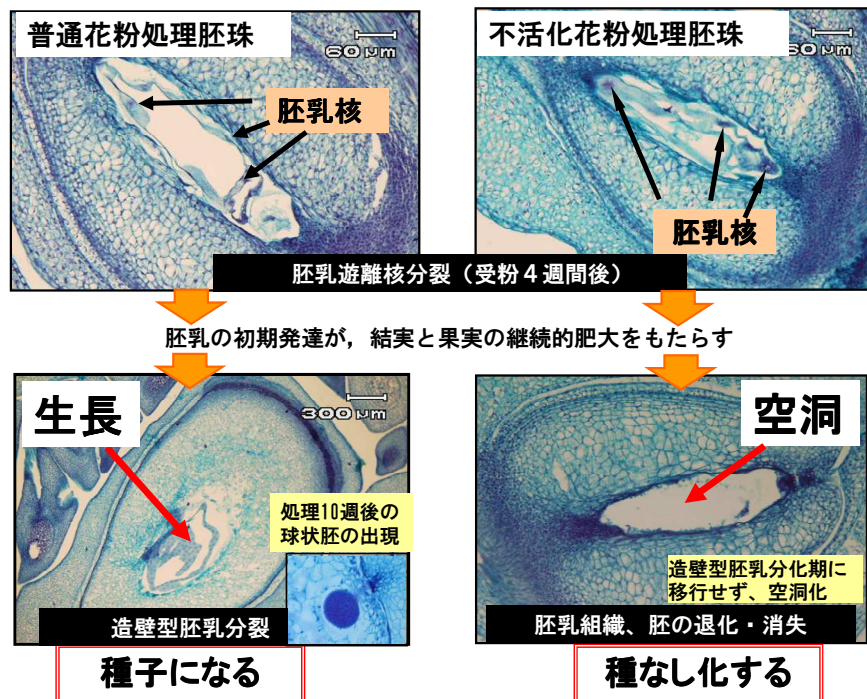 普通花粉処理胚珠
60 μm
不活化花粉処理胚珠
60 μm
胚乳核
胚乳核
胚乳遊離核分裂（受粉４週間後）
胚乳の初期発達が，結実と果実の継続的肥大をもたらす
生長
300 μm
空洞
処理10週後の
球状胚の出現
造壁型胚乳分化期に
移行せず、空洞化
造壁型胚乳分裂
胚乳組織、胚の退化・消失
種子になる
種なし化する